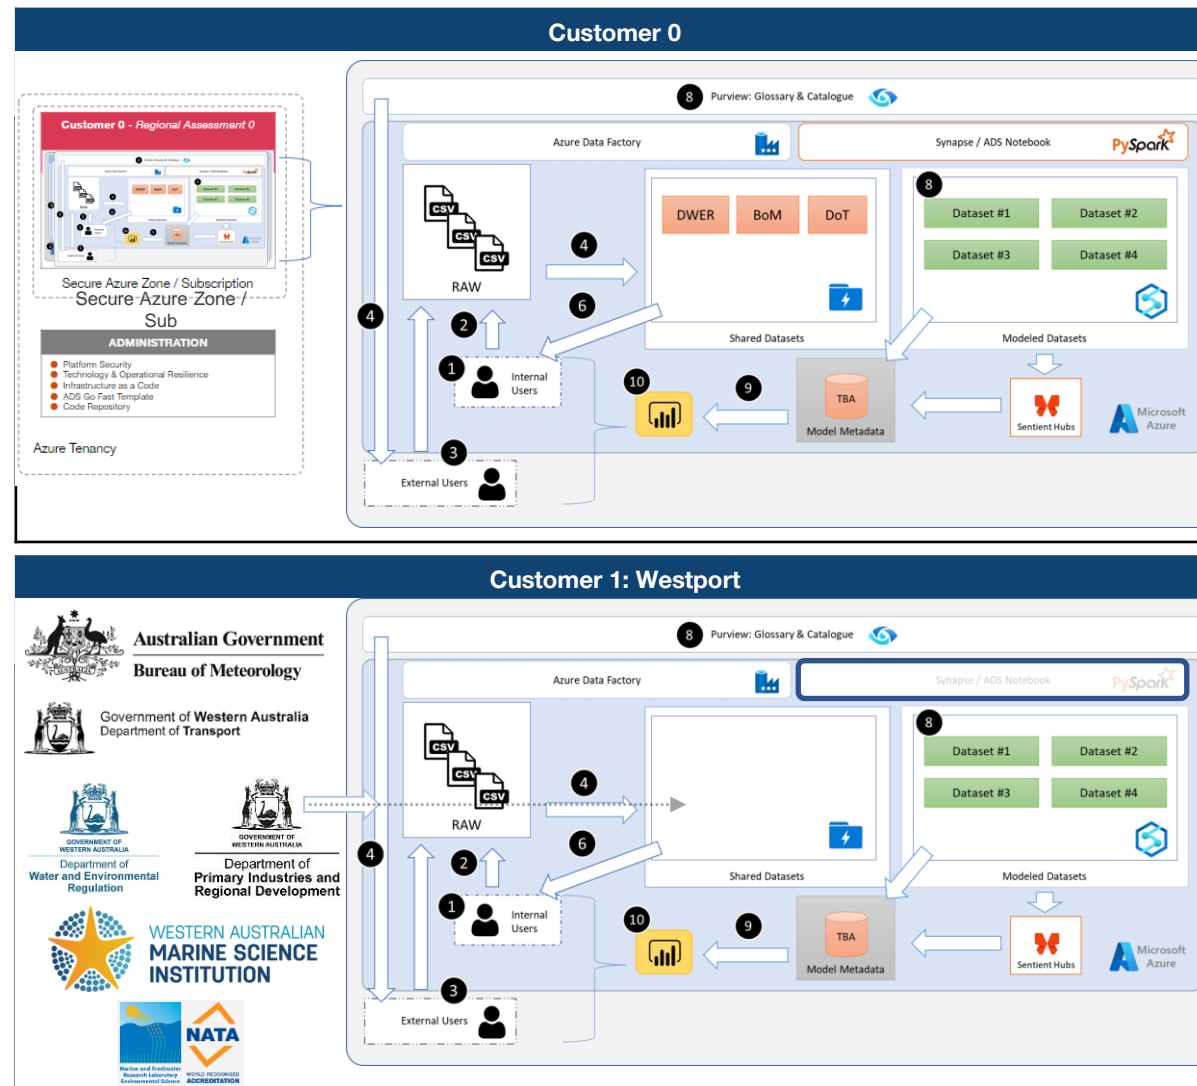 Customer 0
Customer 0 - Regional Assessment 0
Secure Azure Zone / Subscription
Secure Azure Zone /
Sub
ADMINISTRATION
Platform Security
Technology & Operational Resilience
Infrastructure as a Code
ADS Go Fast Template
Code Repository
Azure Tenancy
8 Purview: Glossary & Catalogue
Azure Data Factory
Synapse / ADS Notebook
PySpark
CSV
CSV
CSV
RAW
4
DWER
BoM
DoT
Shared Datasets
8
Dataset #1
Dataset #2
Dataset #3
Dataset #4
Modeled Datasets
4
2
6
1
Internal
Users
10
9
TBA
Model Metadata
Sentient Hubs
Microsoft
Azure
3
External Users
Customer 1: Westport
Australian Government
Bureau of Meteorology
Government of Western Australia
Department of Transport
GOVERNMENT OF
WESTERN AUSTRALIA
Department of
Water and Environmental
Regulation
GOVERNMENT OF
WESTERN AUSTRALIA
Department of
Primary Industries and
Regional Development
WESTERN AUSTRALIAN
MARINE SCIENCE
INSTITUTION
Marine and Freshwater
Research Laboratory
Environmental Science
NATA
WORLD RECOGNISED
ACCREDITATION
8 Purview: Glossary & Catalogue
Azure Data Factory
Synapse / ADS Notebook
PySpark
CSV
CSV
CSV
RAW
4
Shared Datasets
8
Dataset #1
Dataset #2
Dataset #3
Dataset #4
Modeled Datasets
4
2
6
1
Internal
Users
10
9
TBA
Model Metadata
Sentient Hubs
Microsoft
Azure
3
External Users